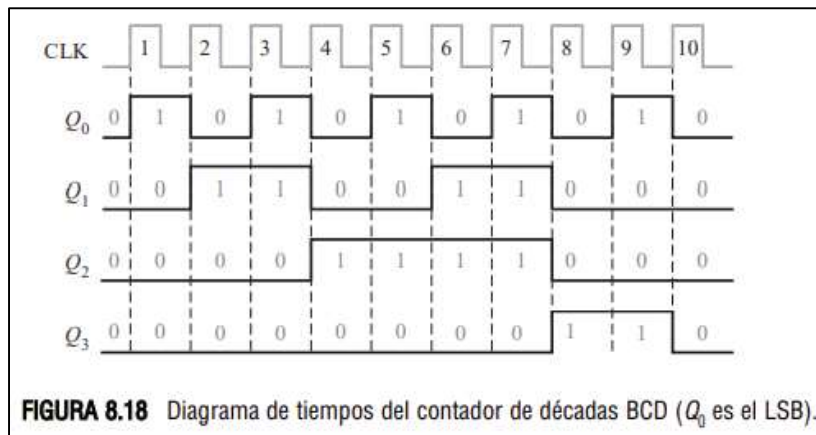 CLK 1 2 3 4 5 6 7 8 9 10
Q0 0 1 0 1 0 1 0 1 0 1 0
Q1 0 0 1 1 0 0 1 1 0 0 0
Q2 0 0 0 0 1 1 1 1 0 0 0
Q3 0 0 0 0 0 0 0 0 1 1 0
FIGURA 8.18 Diagrama de tiempos del contador de décadas BCD (Q0 es el LSB).